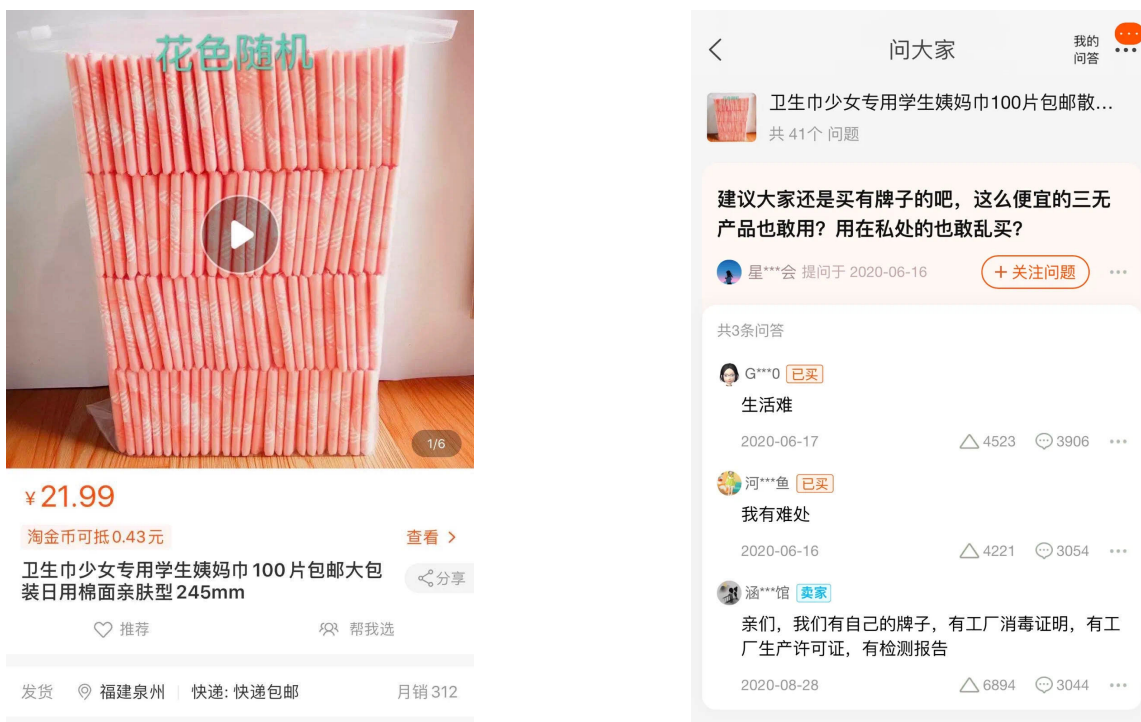 花色随机
1/6
¥21.99
淘金币可抵0.43元
查看 >
卫生巾少女专用学生姨妈巾100片包邮大包
装日用棉面亲肤型245mm
分享
推荐
帮我选
发货
福建泉州
快递: 快递包邮
月销312
问大家
我的
问答
卫生巾少女专用学生姨妈巾100片包邮散...
共 41个 问题
建议大家还是买有牌子的吧，这么便宜的三无
产品也敢用？用在私处的也敢乱买？
星***会 提问于 2020-06-16
+ 关注问题
共3条问答
G***0 已买
生活难
2020-06-17
4523
3906
河***鱼 已买
我有难处
2020-06-16
4221
3054
涵***馆 卖家
亲们，我们有自己的牌子，有工厂消毒证明，有工
厂生产许可证，有检测报告
2020-08-28
6894
3044